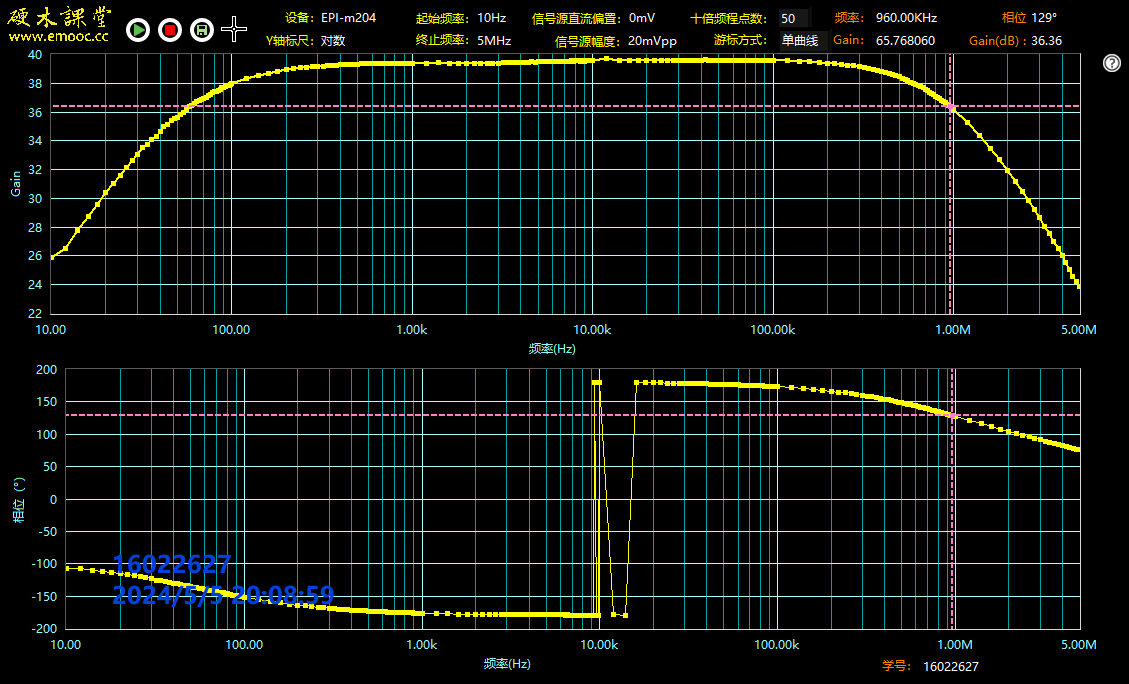 硬木課堂
www.emooc.cc
设备: EPI-m204 起始频率: 10Hz 信号源直流偏置: 0mV 十倍频程点数: 50 频率: 960.00KHz 相位 129°
Y轴标尺: 对数 终止频率: 5MHz 信号源幅度: 20mVpp 游标方式: 单曲线 Gain: 65.768060 Gain(dB) : 36.36
40
38
36
34
32
30
28
26
24
22
Gain
10.00 100.00 1.00k 10.00k 100.00k 1.00M 5.00M
频率(Hz)
200
150
100
50
0
-50
-100
-150
-200
相位 (°)
16022627
2024/5/5 20:08:59
10.00 100.00 1.00k 10.00k 100.00k 1.00M 5.00M
频率(Hz)
学号: 16022627